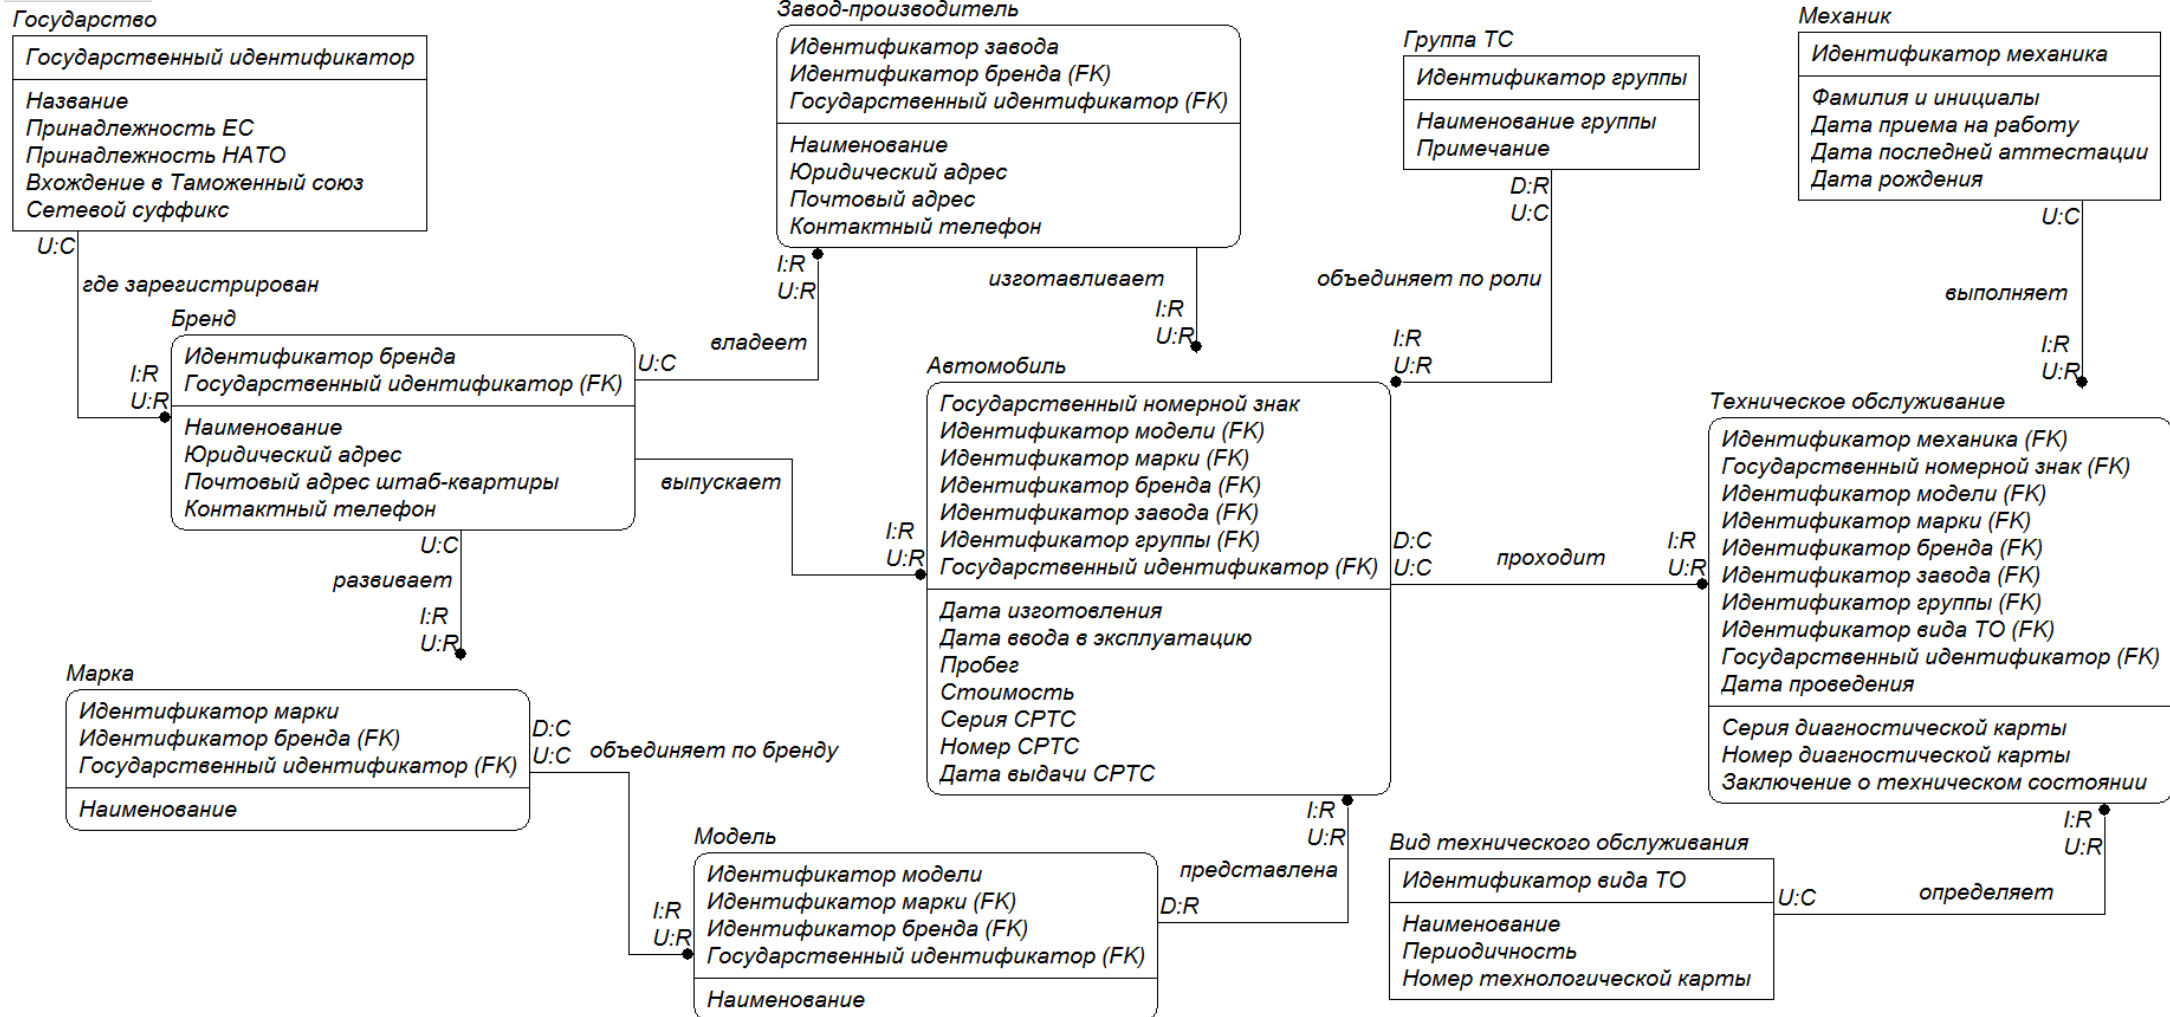 Государство
Государственный идентификатор
Название
Принадлежность ЕС
Принадлежность НАТО
Вхождение в Таможенный союз
Сетевой суффикс
U:C
где зарегистрирован
I:R
U:R
Бренд
Идентификатор бренда
Государственный идентификатор (FK)
Наименование
Юридический адрес
Почтовый адрес штаб-квартиры
Контактный телефон
U:C
владеет
I:R
U:R
Завод-производитель
Идентификатор завода
Идентификатор бренда (FK)
Государственный идентификатор (FK)
Наименование
Юридический адрес
Почтовый адрес
Контактный телефон
изготавливает
I:R
U:R
Группа ТС
Идентификатор группы
Наименование группы
Примечание
D:R
U:C
объединяет по роли
I:R
U:R
Механик
Идентификатор механика
Фамилия и инициалы
Дата приема на работу
Дата последней аттестации
Дата рождения
U:C
выполняет
I:R
U:R
выпускает
I:R
U:R
Автомобиль
Государственный номерной знак
Идентификатор модели (FK)
Идентификатор марки (FK)
Идентификатор бренда (FK)
Идентификатор завода (FK)
Идентификатор группы (FK)
Государственный идентификатор (FK)
Дата изготовления
Дата ввода в эксплуатацию
Пробег
Стоимость
Серия СРТС
Номер СРТС
Дата выдачи СРТС
D:C
U:C
проходит
I:R
U:R
Техническое обслуживание
Идентификатор механика (FK)
Государственный номерной знак (FK)
Идентификатор модели (FK)
Идентификатор марки (FK)
Идентификатор бренда (FK)
Идентификатор завода (FK)
Идентификатор группы (FK)
Идентификатор вида ТО (FK)
Государственный идентификатор (FK)
Дата проведения
Серия диагностической карты
Номер диагностической карты
Заключение о техническом состоянии
U:C
развивает
I:R
U:R
Марка
Идентификатор марки
Идентификатор бренда (FK)
Государственный идентификатор (FK)
Наименование
D:C
U:C
объединяет по бренду
I:R
U:R
Модель
Идентификатор модели
Идентификатор марки (FK)
Идентификатор бренда (FK)
Государственный идентификатор (FK)
Наименование
D:R
представлена
I:R
U:R
Вид технического обслуживания
Идентификатор вида ТО
Наименование
Периодичность
Номер технологической карты
U:C
определяет
I:R
U:R